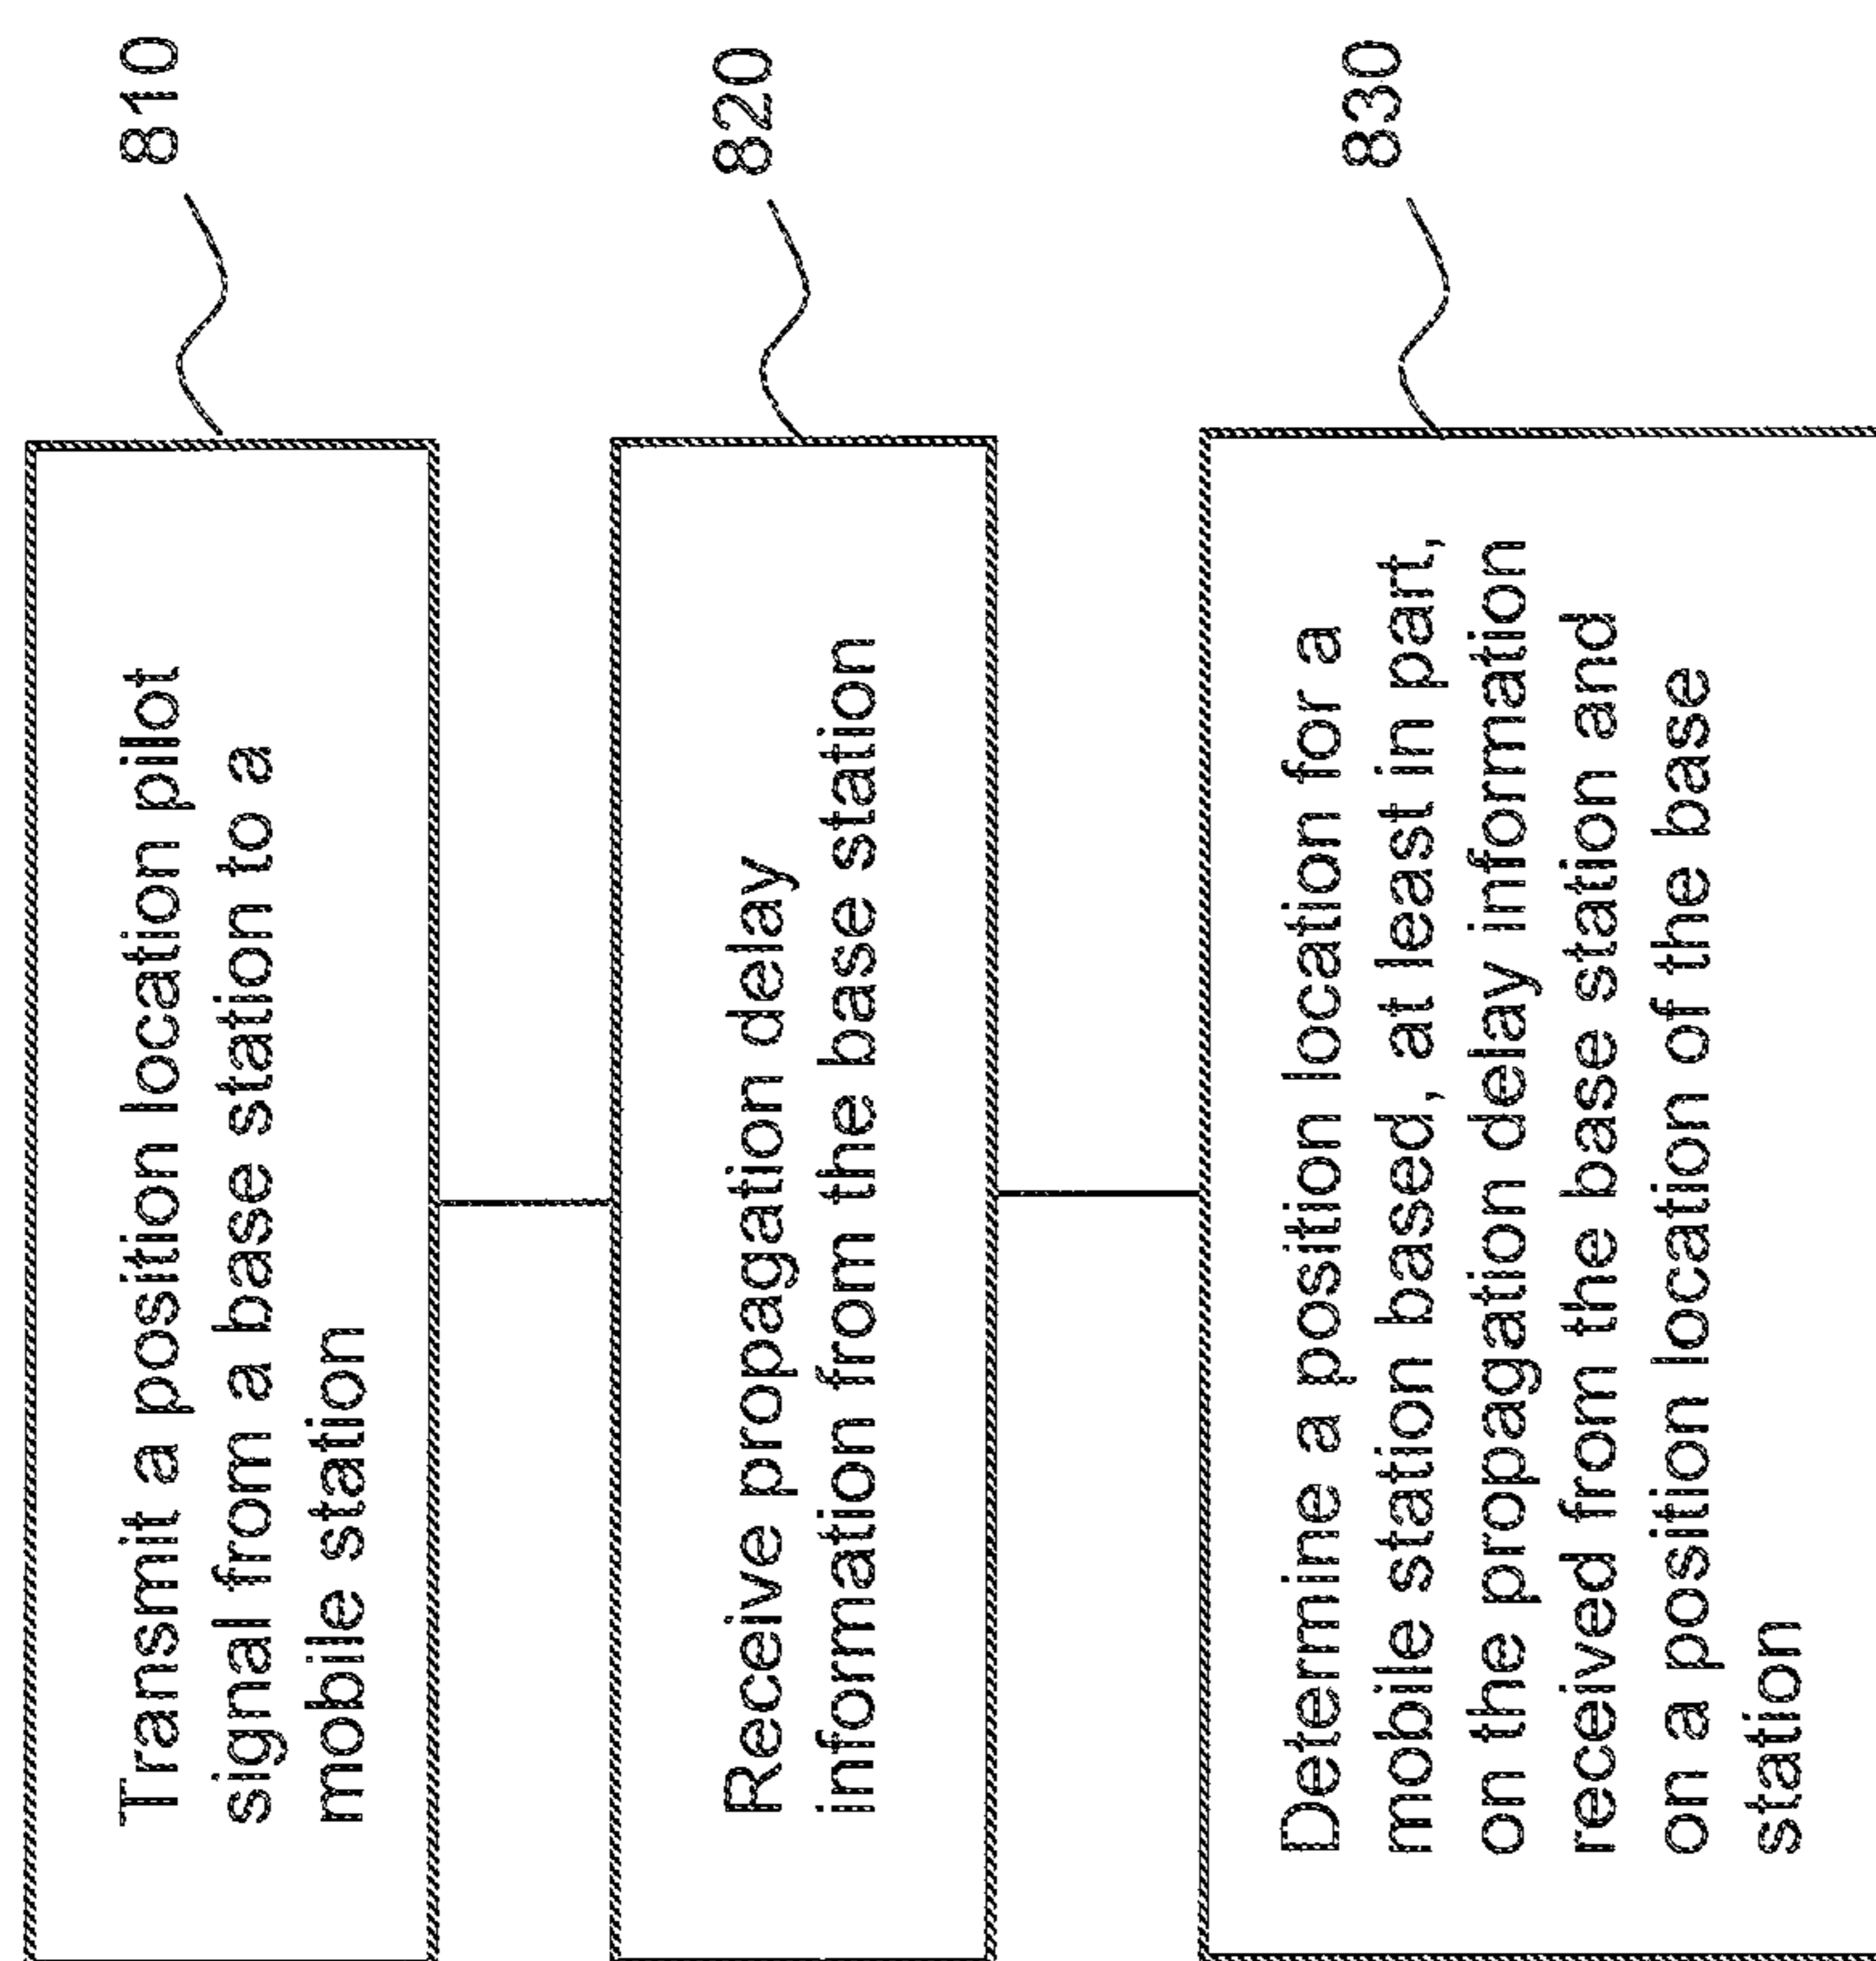 Transmit a position location pilot
signal from a base station to a
mobile station
810
Receive propagation delay
information from the base station
820
Determine a position location for a
mobile station based, at least in part,
on the propagation delay information
received from the base station and
on a position location of the base
station
830